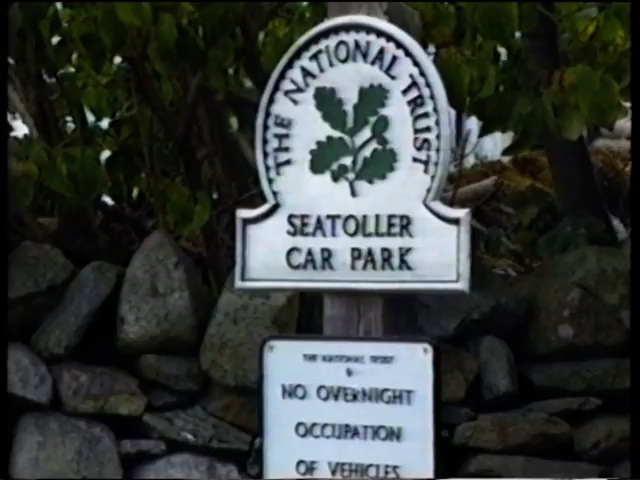 THE NATIONAL TRUST
SEATOLLER
CAR PARK
THE NATIONAL TRUST
NO OVERNIGHT
OCCUPATION
OF VEHICLES